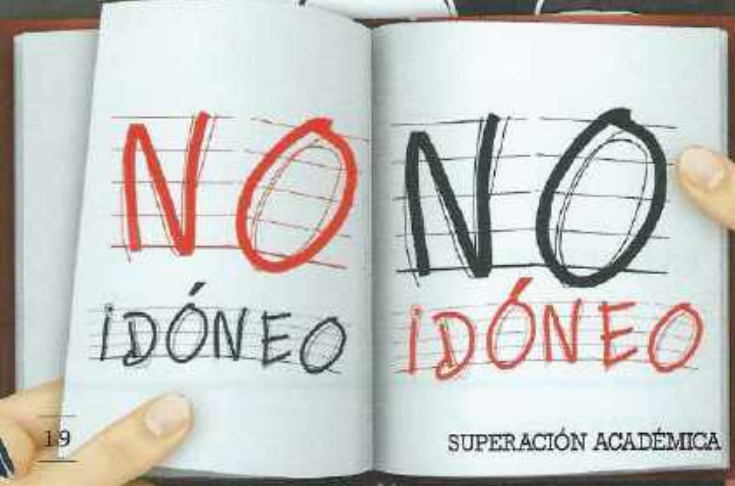 NO
IDÓNEO
19
NO
IDÓNEO
SUPERACIÓN ACADÉMICA